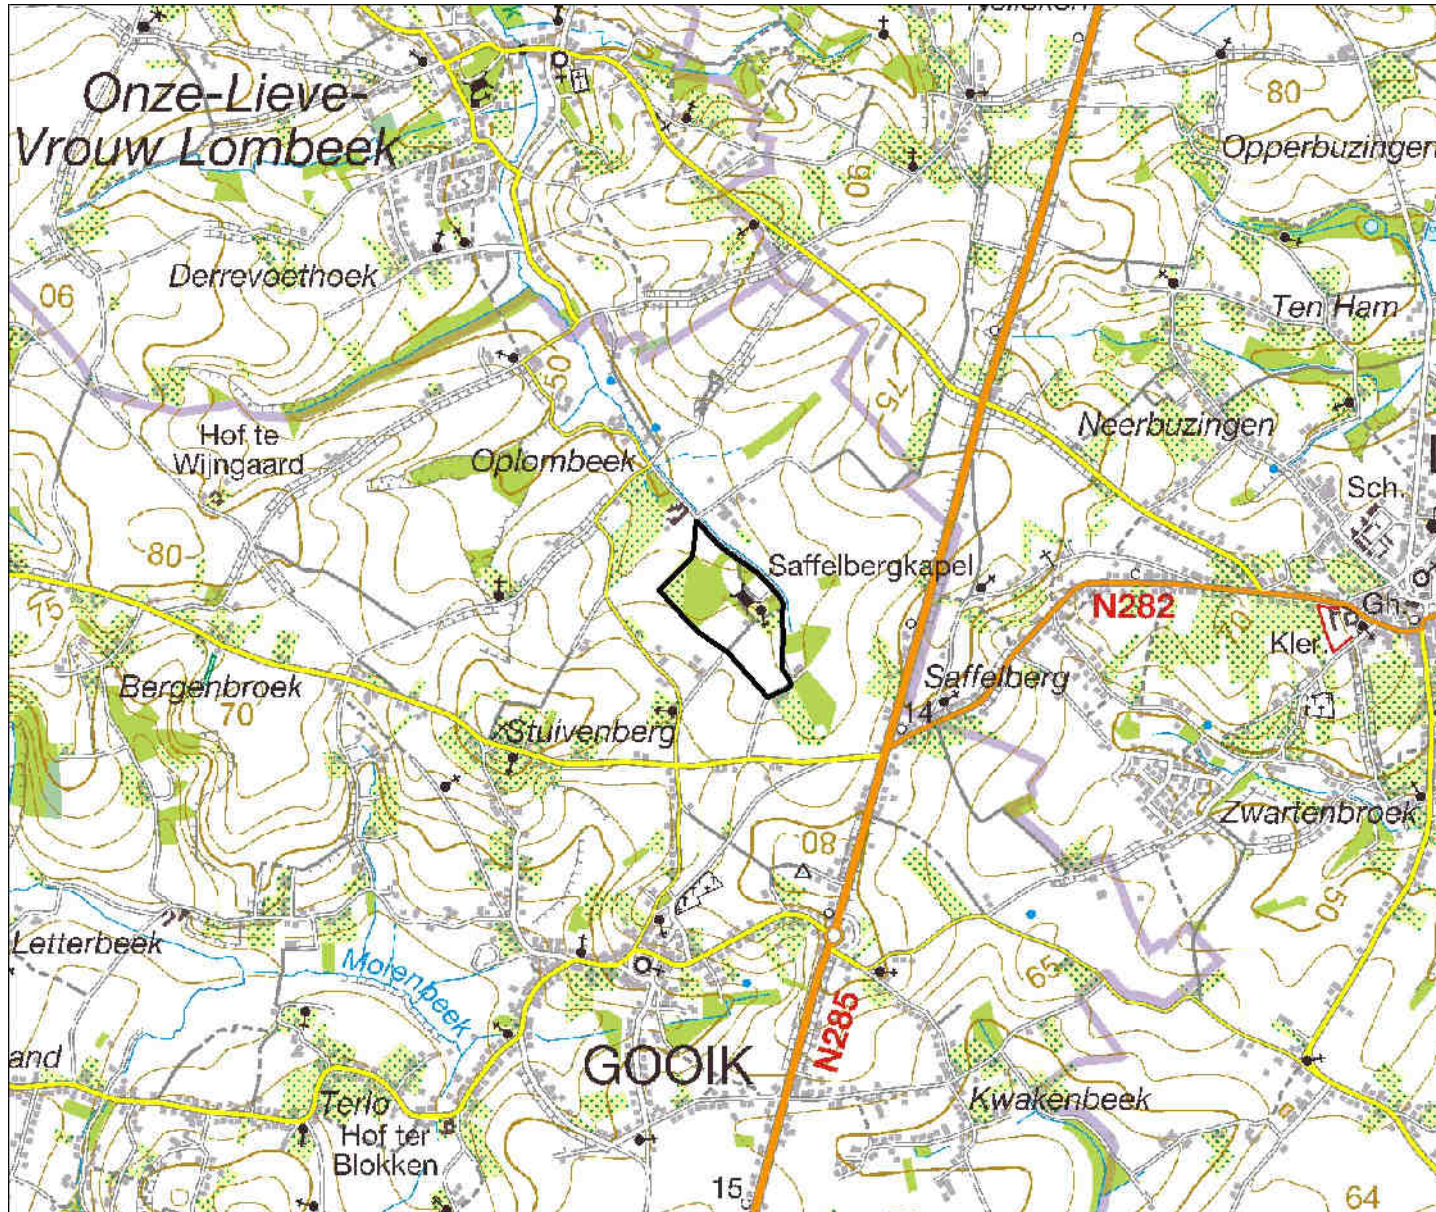 Onze-Lieve-
Vrouw Lombeek
80
Opperbuzingen
90
Derrevoethoek
06
Ten Ham
50
75
Neerbuzingen
Hof te
Wijngaard
Oplombeek
Sch.
80
Saffelbergkapel
75
N282
70
Gh.
Kler.
Bergenbroek
70
Saffelberg
14
Stuivenberg
Zwartenbroek
80
50
Letterbeek
Molenbeek
65
N285
GOOIK
and
Terlo
Hof ter
Blokken
Kwakenbeek
15
64